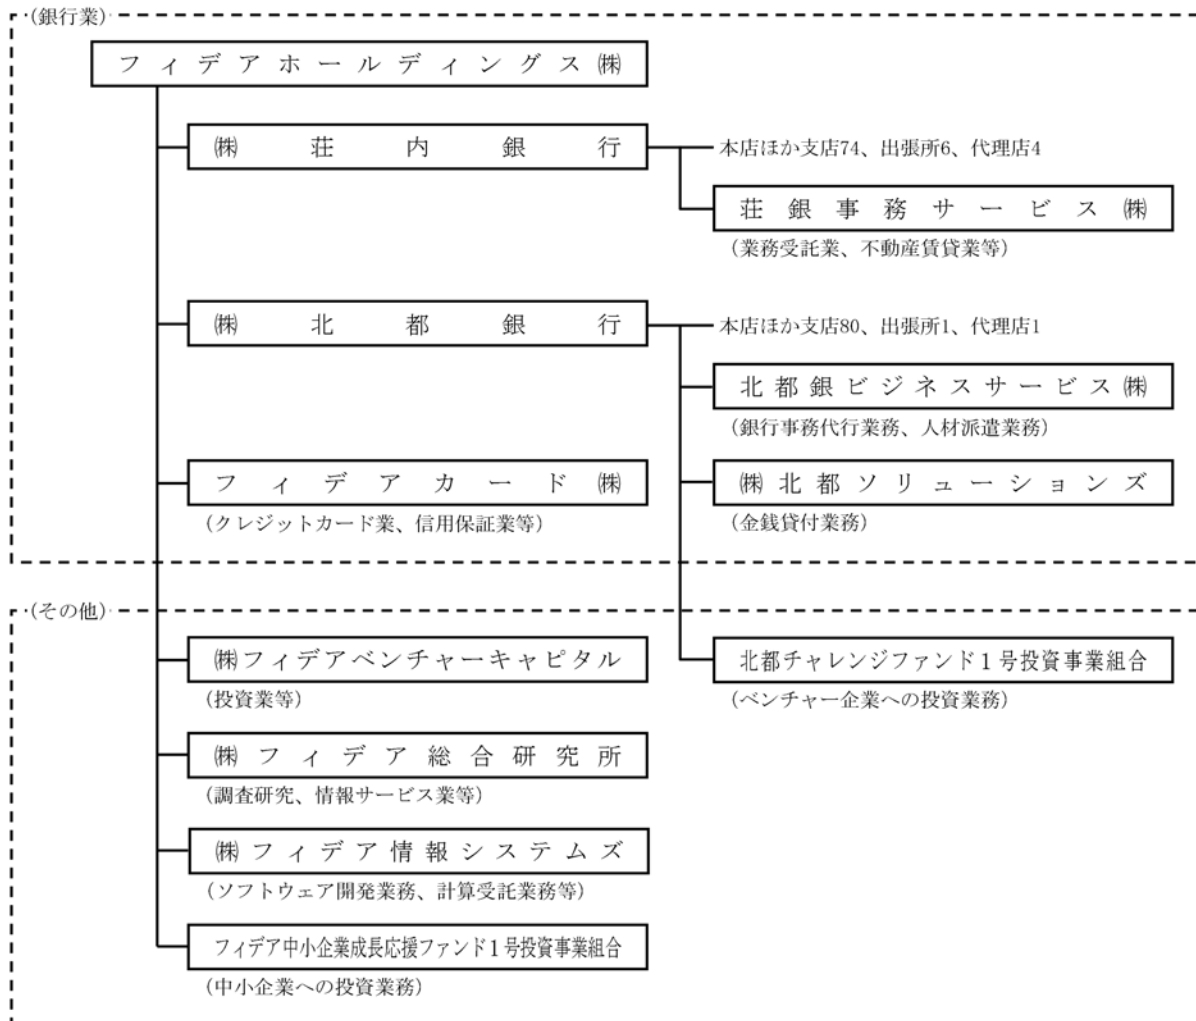 (銀行業)
フィデアホールディングス㈱
㈱荘内銀行
本店ほか支店74、出張所6、代理店4
荘銀事務サービス㈱
(業務受託業、不動産賃貸業等)
㈱北都銀行
本店ほか支店80、出張所1、代理店1
北都銀ビジネスサービス㈱
(銀行事務代行業務、人材派遣業務)
フィデアカード㈱
(クレジットカード業、信用保証業等)
㈱北都ソリューションズ
(金銭貸付業務)
(その他)
㈱フィデアベンチャーキャピタル
(投資業等)
北都チャレンジファンド1号投資事業組合
(ベンチャー企業への投資業務)
㈱フィデア総合研究所
(調査研究、情報サービス業等)
㈱フィデア情報システムズ
(ソフトウェア開発業務、計算受託業務等)
フィデア中小企業成長応援ファンド1号投資事業組合
(中小企業への投資業務)